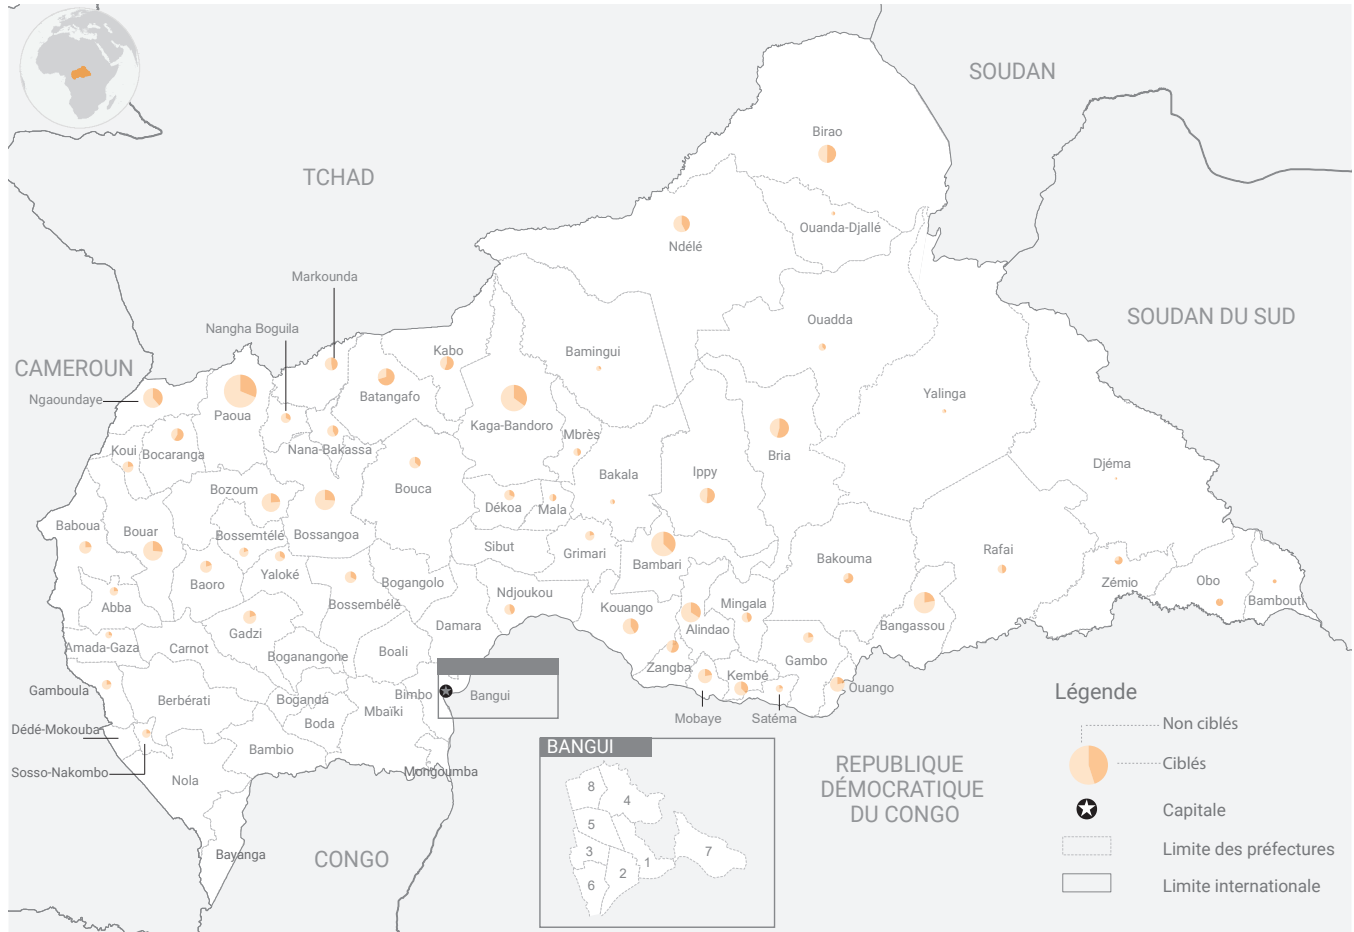 SOUDAN
Birao
TCHAD
Ouanda-Djallé
Ndélé
Markounda
SOUDAN DU SUD
Ouadda
Nangha Boguila
Kabo
Bamingui
CAMEROUN
Ngaoundaye
Yalinga
Batangafo
Paoua
Kaga-Bandoro
Mbrès
Koui
Bocaranga
Nana-Bakassa
Bria
Djéma
Bozoum
Bouca
Bakala
Ippy
Dékoa
Mala
Baboua
Bouar
Bossemtélé
Bossangoa
Sibut
Grimari
Bambari
Bakouma
Rafai
Baoro
Yaloké
Bogangolo
Zémio
Obo
Bambouti
Abba
Bossembélé
Ndjoukou
Kouango
Mingala
Gadzi
Damara
Alindao
Bangassou
Amada-Gaza
Carnot
Boganangone
Boali
Zangba
Gambo
Kembé
Gamboula
Berbérati
Boganda
Bimbo
Bangui
Ouango
Légende
Mbaïki
Mobaye
Satéma
Non ciblés
Dédé-Mokouba
Boda
Bambio
BANGUI
REPUBLIQUE
DÉMOCRATIQUE
DU CONGO
Ciblés
Sosso-Nakombo
Nola
Mongoumba
8
4
Capitale
5
Bayanga
CONGO
3
1
7
Limite des préfectures
2
6
Limite internationale